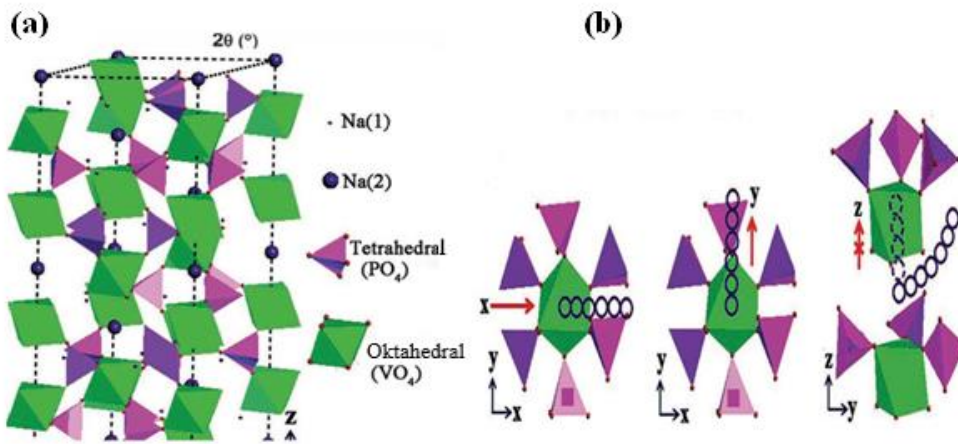 (a)
2θ (°)
Na(1)
Na(2)
Tetrahedral
(PO₄)
Oktahedral
(VO₄)
z
(b)
x
y
x
y
y
x
z
z
y